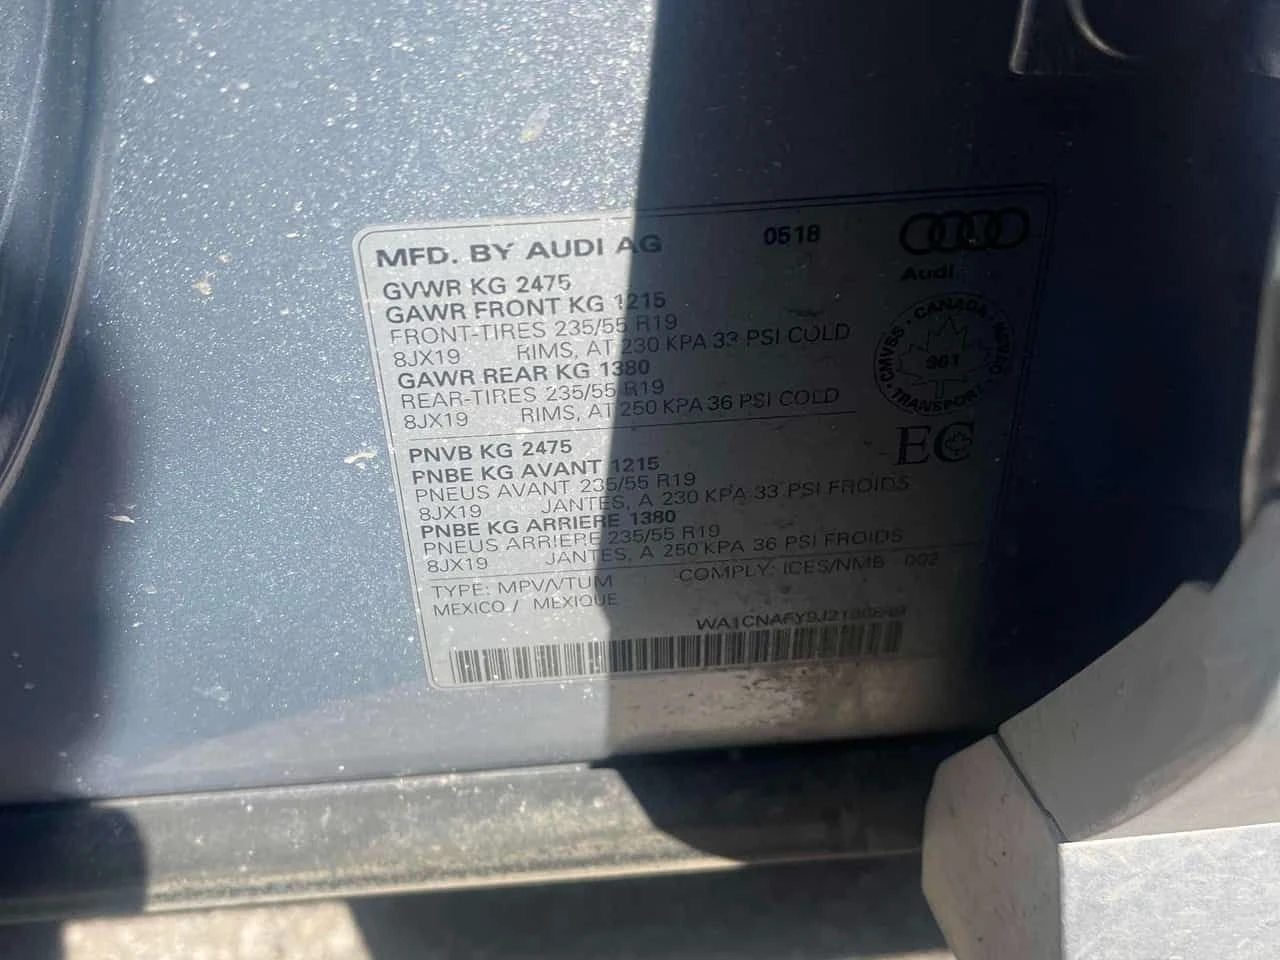 MFD. BY AUDI AG 0518
Audi
GVWR KG 2475
GAWR FRONT KG 1215
FRONT-TIRES 235/55 R19
8JX19 RIMS, AT 230 KPA 33 PSI COLD
GAWR REAR KG 1380
REAR-TIRES 235/55 R19
8JX19 RIMS, AT 250 KPA 36 PSI COLD
CANADA
CMVSS
961
TRANSPORT
NSVAC
EC
PNVB KG 2475
PNBE KG AVANT 1215
PNEUS AVANT 235/55 R19
8JX19 JANTES, A 230 KPA 33 PSI FROIDS
PNBE KG ARRIERE 1380
PNEUS ARRIERE 235/55 R19
8JX19 JANTES, A 250 KPA 36 PSI FROIDS
TYPE: MPV/VTUM COMPLY: ICES/NMB - 002
MEXICO / MEXIQUE